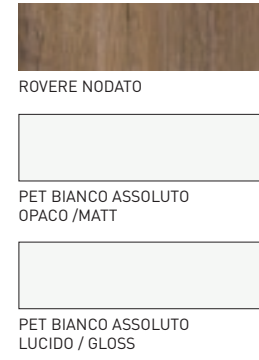 ROVERE NODATO
PET BIANCO ASSOLUTO
OPACO /MATT
PET BIANCO ASSOLUTO
LUCIDO / GLOSS